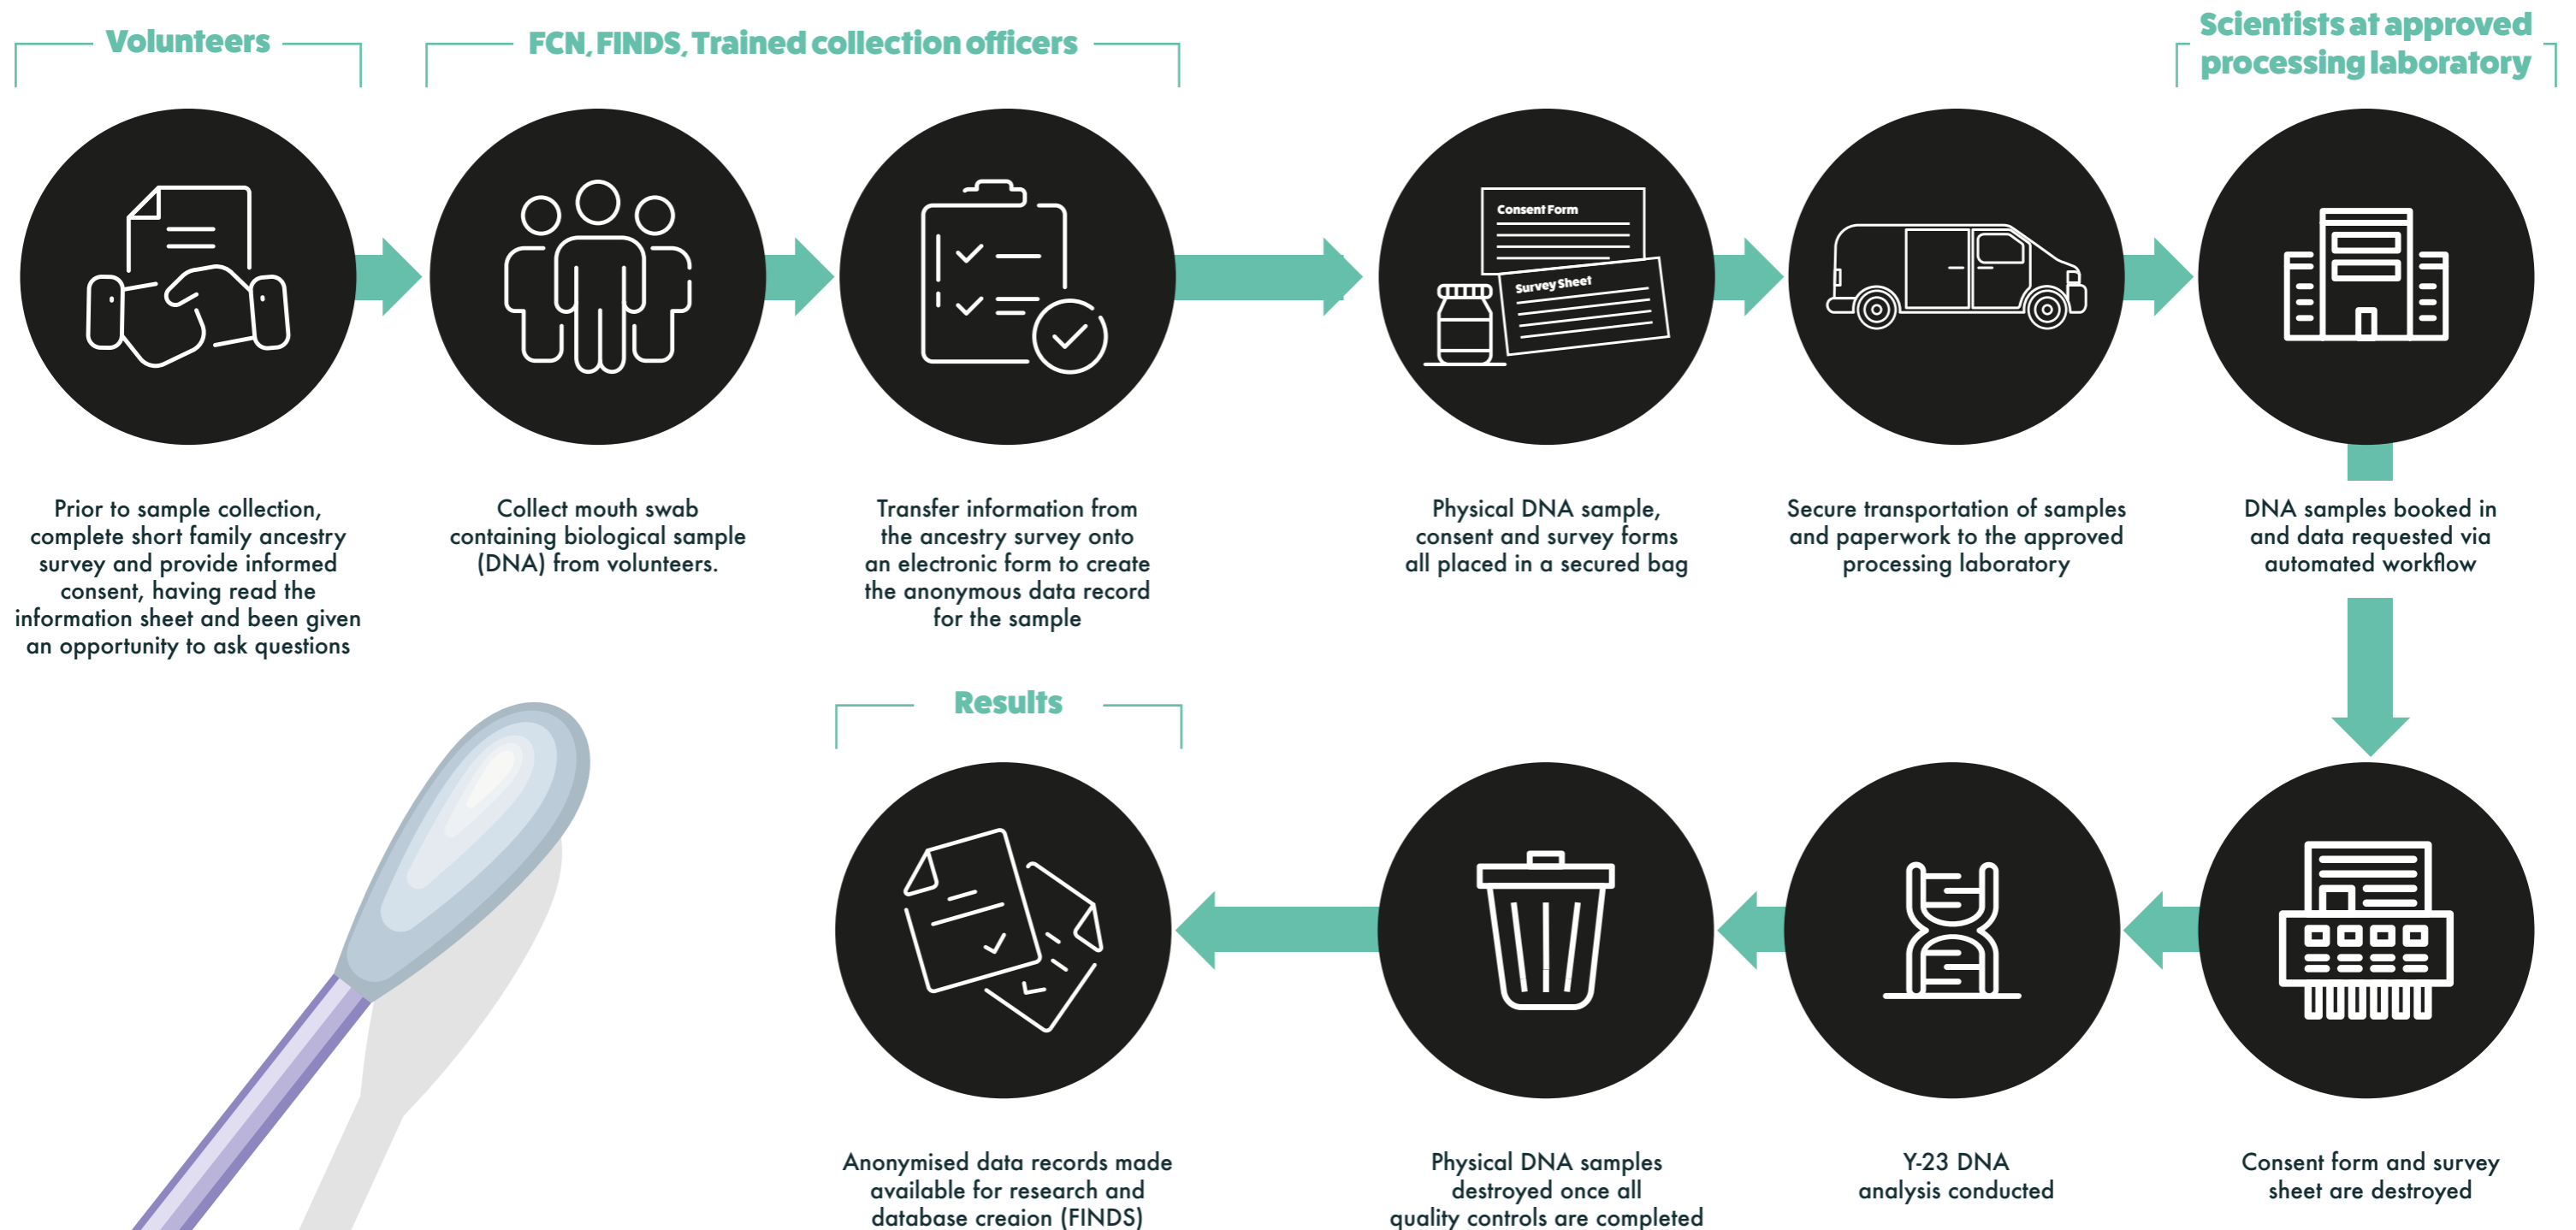 Volunteers
FCN, FINDS, Trained collection officers
Scientists at approved
processing laboratory
Consent Form
Survey Sheet
Prior to sample collection,
complete short family ancestry
survey and provide informed
consent, having read the
information sheet and been given
an opportunity to ask questions
Collect mouth swab
containing biological sample
(DNA) from volunteers.
Transfer information from
the ancestry survey onto
an electronic form to create
the anonymous data record
for the sample
Physical DNA sample,
consent and survey forms
all placed in a secured bag
Secure transportation of samples
and paperwork to the approved
processing laboratory
DNA samples booked in
and data requested via
automated workflow
Results
Anonymised data records made
available for research and
database creaion (FINDS)
Physical DNA samples
destroyed once all
quality controls are completed
Y-23 DNA
analysis conducted
Consent form and survey
sheet are destroyed